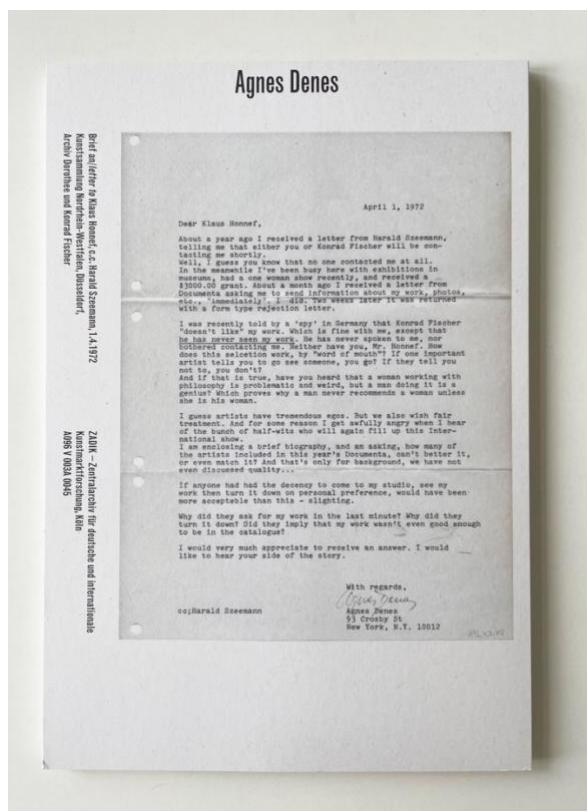 Agnes Denes
Brief an/letter to Klaus Honnef, c.c. Harald Szeemann, 1.4.1972
Kunstsammlung Nordrhein-Westfalen, Düsseldorf,
Archiv Dorothee und Konrad Fischer
ZADIK – Zentralarchiv für deutsche und internationale
Kunstmarktforschung, Köln
A096 V 003A 0045
April 1, 1972
Dear Klaus Honnef,
About a year ago I received a letter from Harald Szeemann,
telling me that either you or Konrad Fischer will be con-
tacting me shortly.
Well, I guess you know that no one contacted me at all.
In the meanwhile I've been busy here with exhibitions in
museums, had a one woman show recently, and received a
$3000.00 grant. About a month ago I received a letter from
Documenta asking me to send information about my work, photos,
etc., 'immediately'. I did. Two weeks later it was returned
with a form type rejection letter.
I was recently told by a 'spy' in Germany that Konrad Fischer
"doesn't like" my work. Which is fine with me, except that
he has never seen my work. He has never spoken to me, nor
bothered contacting me. Neither have you, Mr. Honnef. How
does this selcetion work, by "word of mouth"? If one important
artist tells you to go see someone, you go? If they tell you
not to, you don't?
And if that is true, have you heard that a woman working with
philosophy is problematic and weird, but a man doing it is a
genius? Which proves why a man never recommends a woman unless
she is his woman.
I guess artists have tremendous egos. But we also wish fair
treatment. And for some reason I get awfully angry when I hear
of the bunch of half-wits who will again fill up this Inter-
national show.
I am enclosing a brief biography, and am asking, how many of
the artists included in this year's Documenta, can't better it,
or even match it? And that's only for background, we have not
even discussed quality...
If anyone had had the decency to come to my studio, see my
work then turn it down on personal preference, would have been
more acceptable than this - slighting.
Why did they ask for my work in the last minute? Why did they
turn it down? Did they imply that my work wasn't even good enough
to be in the catalogue?
I would very much appreciate to receive an answer. I would
like to hear your side of the story.
With regards,
Agnes Denes
cc;Harald Szeemann
Agnes Denes
93 Crosby St
New York, N.Y. 10012